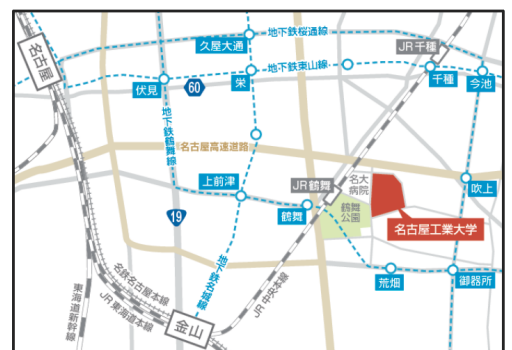 久屋大通
地下鉄桜通線
JR千種
名古屋
地下鉄東山線
千種
今池
伏見
60
栄
地下鉄鶴舞線
名古屋高速道路
上前津
JR鶴舞
名大
病院
吹上
鶴舞
鶴舞
公園
19
名古屋工業大学
地下鉄名城線
名鉄名古屋本線
JR東海道本線
東海道新幹線
JR中央本線
荒畑
御器所
金山